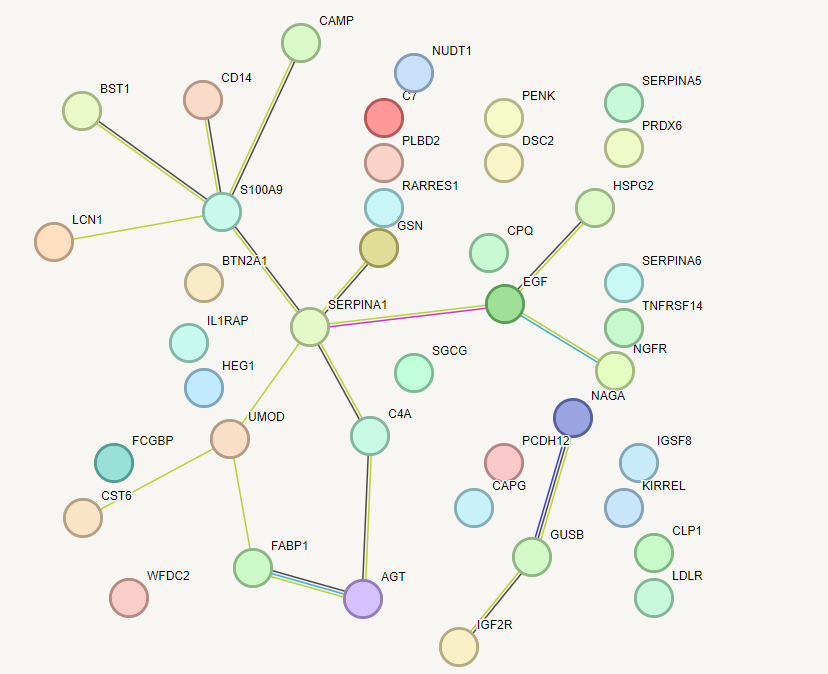 CAMP
NUDT1
CD14
SERPINA5
BST1
C7
PENK
PRDX6
PLBD2
DSC2
RARRES1
HSPG2
S100A9
LCN1
GSN
CPQ
BTN2A1
SERPINA6
EGF
SERPINA1
TNFRSF14
IL1RAP
NGFR
SGCG
HEG1
NAGA
UMOD
C4A
FCGBP
PCDH12
IGSF8
CST6
CAPG
KIRREL
CLP1
GUSB
FABP1
WFDC2
AGT
LDLR
IGF2R